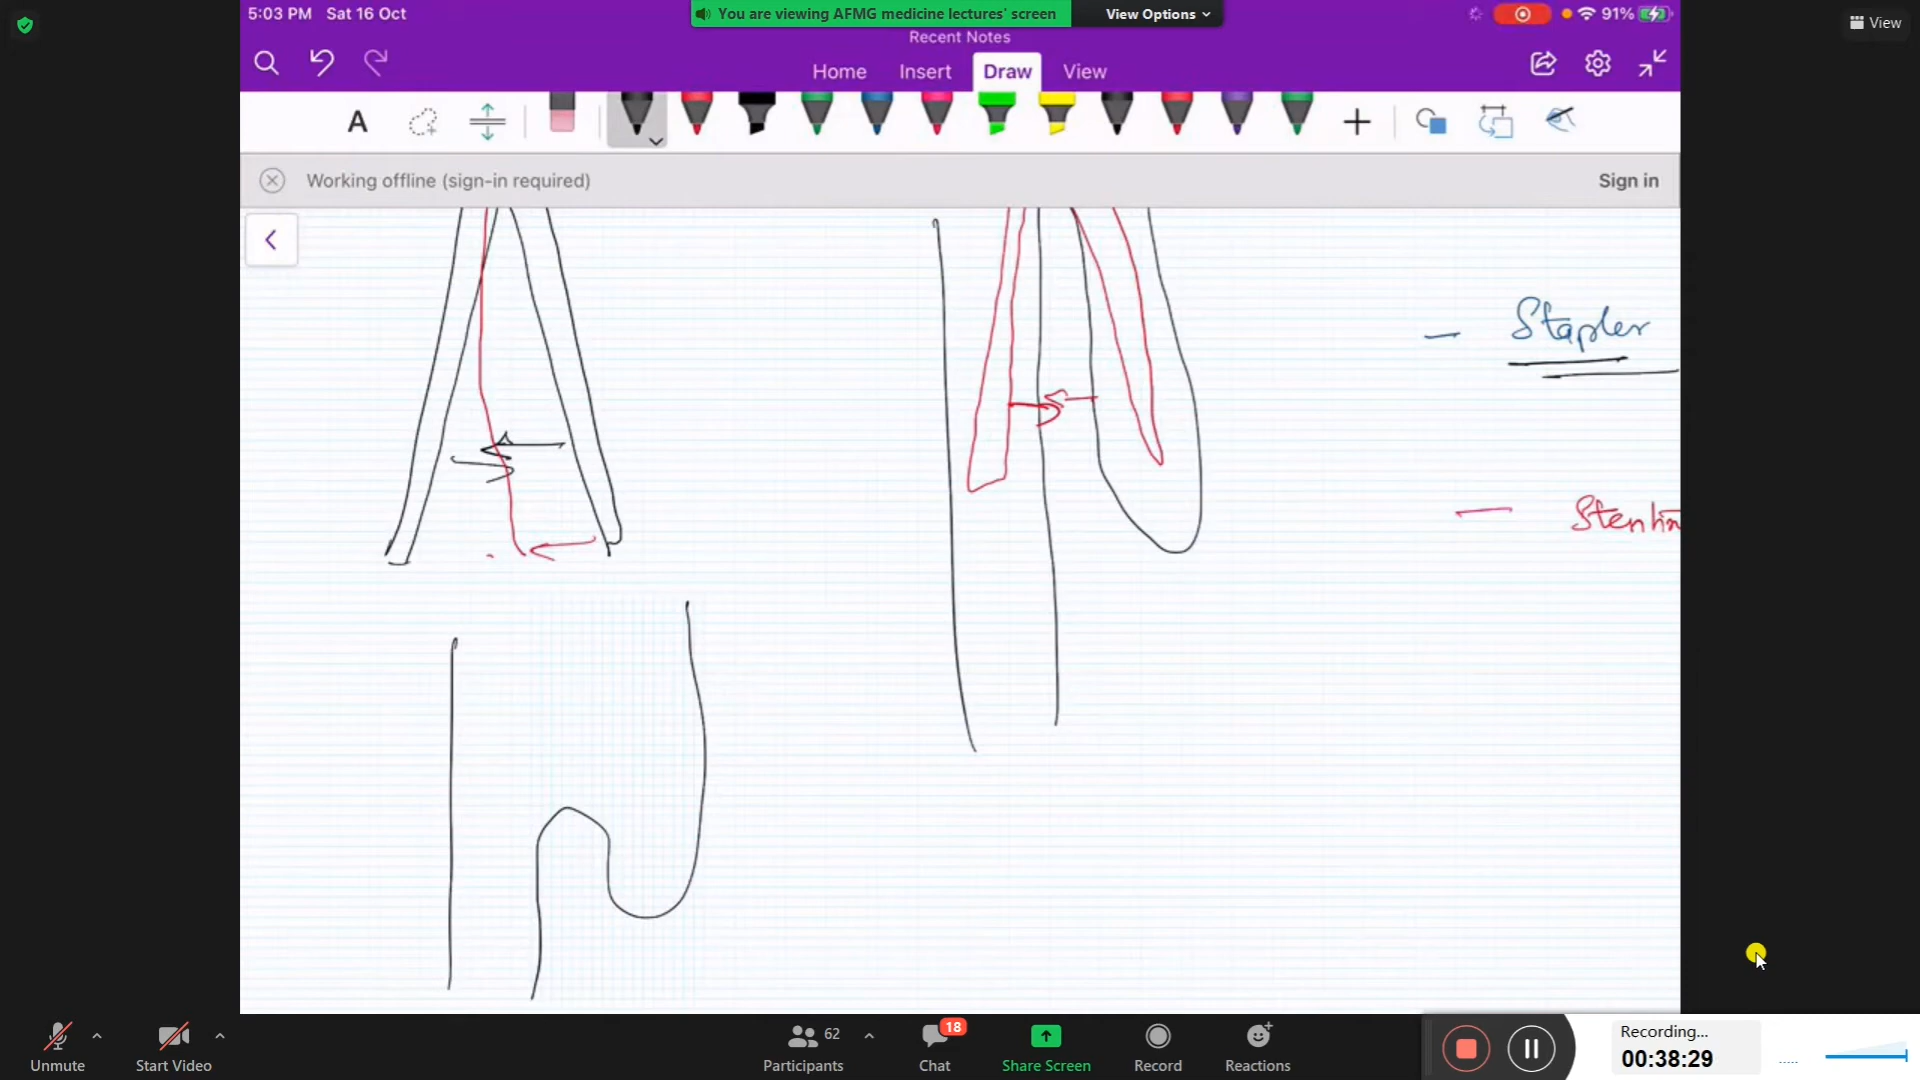 5:03 PM Sat 16 Oct
You are viewing AFMG medicine lectures' screen
View Options
91%
View
Recent Notes
Home Insert Draw View
A
Working offline (sign-in required)
Sign in
Stapler
Unmute
Start Video
62
Participants
18
Chat
Share Screen
Record
Reactions
Recording...
00:38:29